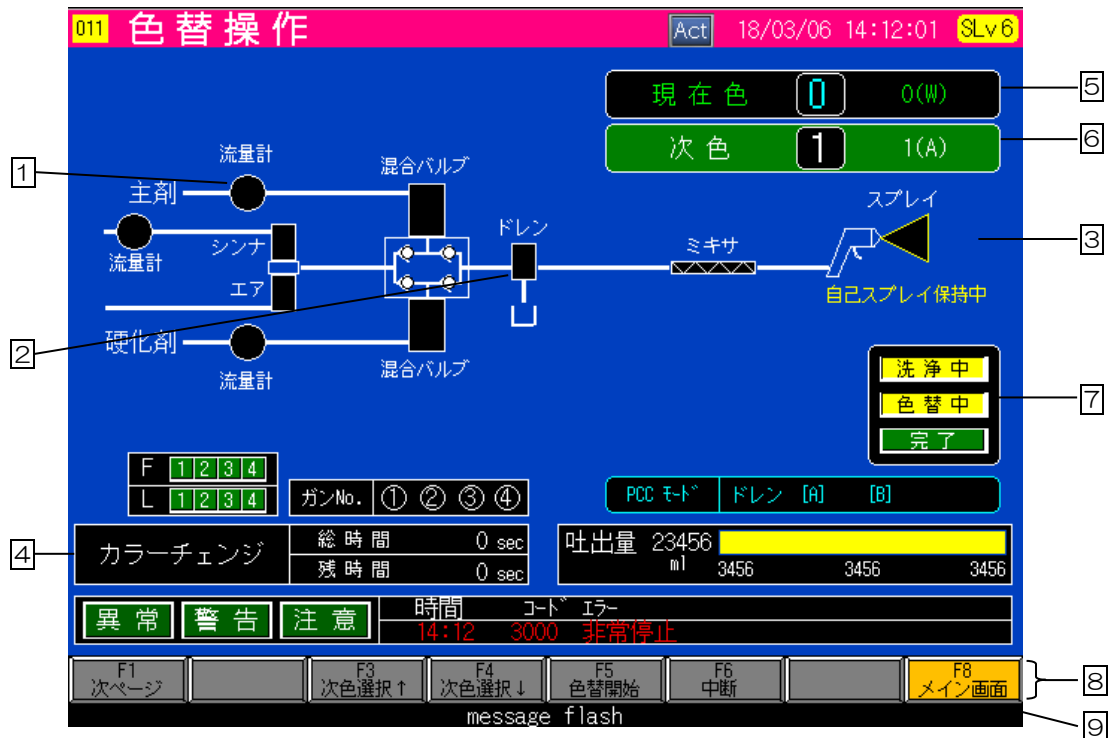 011 色替操作 Act 18/03/06 14:12:01 SLv6
現在色 0 0(W) 5
次色 1 1(A) 6
1 流量計 混合バルブ
主剤 スプレイ
シンナ ドレン ミキサ 3
流量計
エア 自己スプレイ保持中
2 硬化剤
流量計 混合バルブ
洗浄中
色替中 7
完了
F 1 2 3 4
L 1 2 3 4 ガンNo. ① ② ③ ④ PCC ﾓｰﾄﾞ ドレン [A] [B]
4 カラーチェンジ 総時間 0 sec 吐出量 23456
残時間 0 sec ml 3456 3456 3456
異常 警告 注意 時間 ｺｰﾄﾞ ｴﾗｰ
14:12 3000 非常停止
F1 F3 F4 F5 F6 F8
次ページ 次色選択↑ 次色選択↓ 色替開始 中断 メイン画面 8
message flash 9